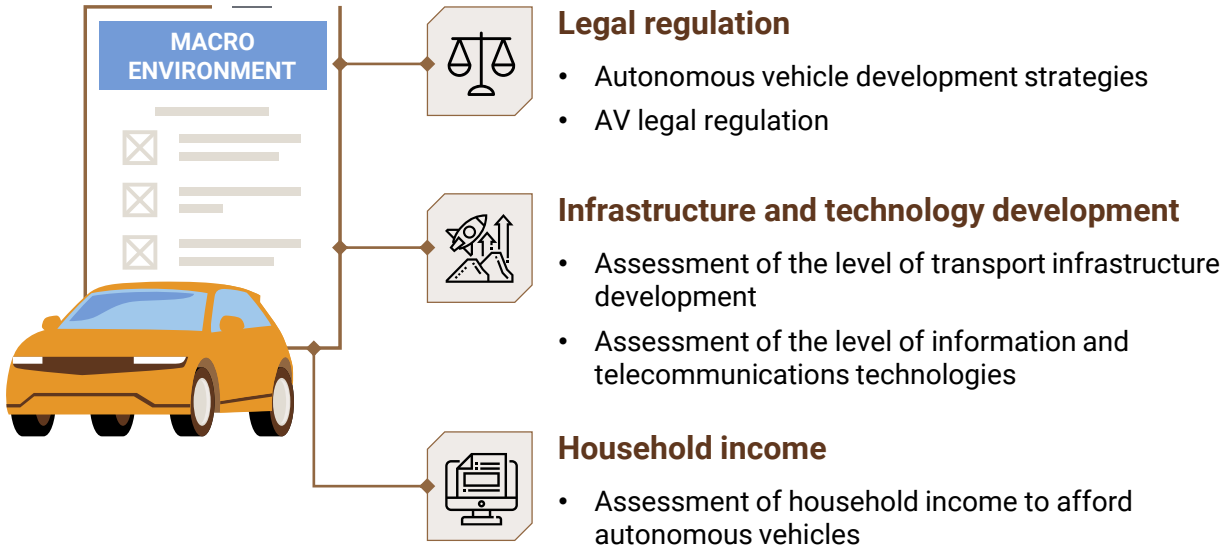 MACRO
ENVIRONMENT
Legal regulation
• Autonomous vehicle development strategies
• AV legal regulation
Infrastructure and technology development
• Assessment of the level of transport infrastructure
development
• Assessment of the level of information and
telecommunications technologies
Household income
• Assessment of household income to afford
autonomous vehicles